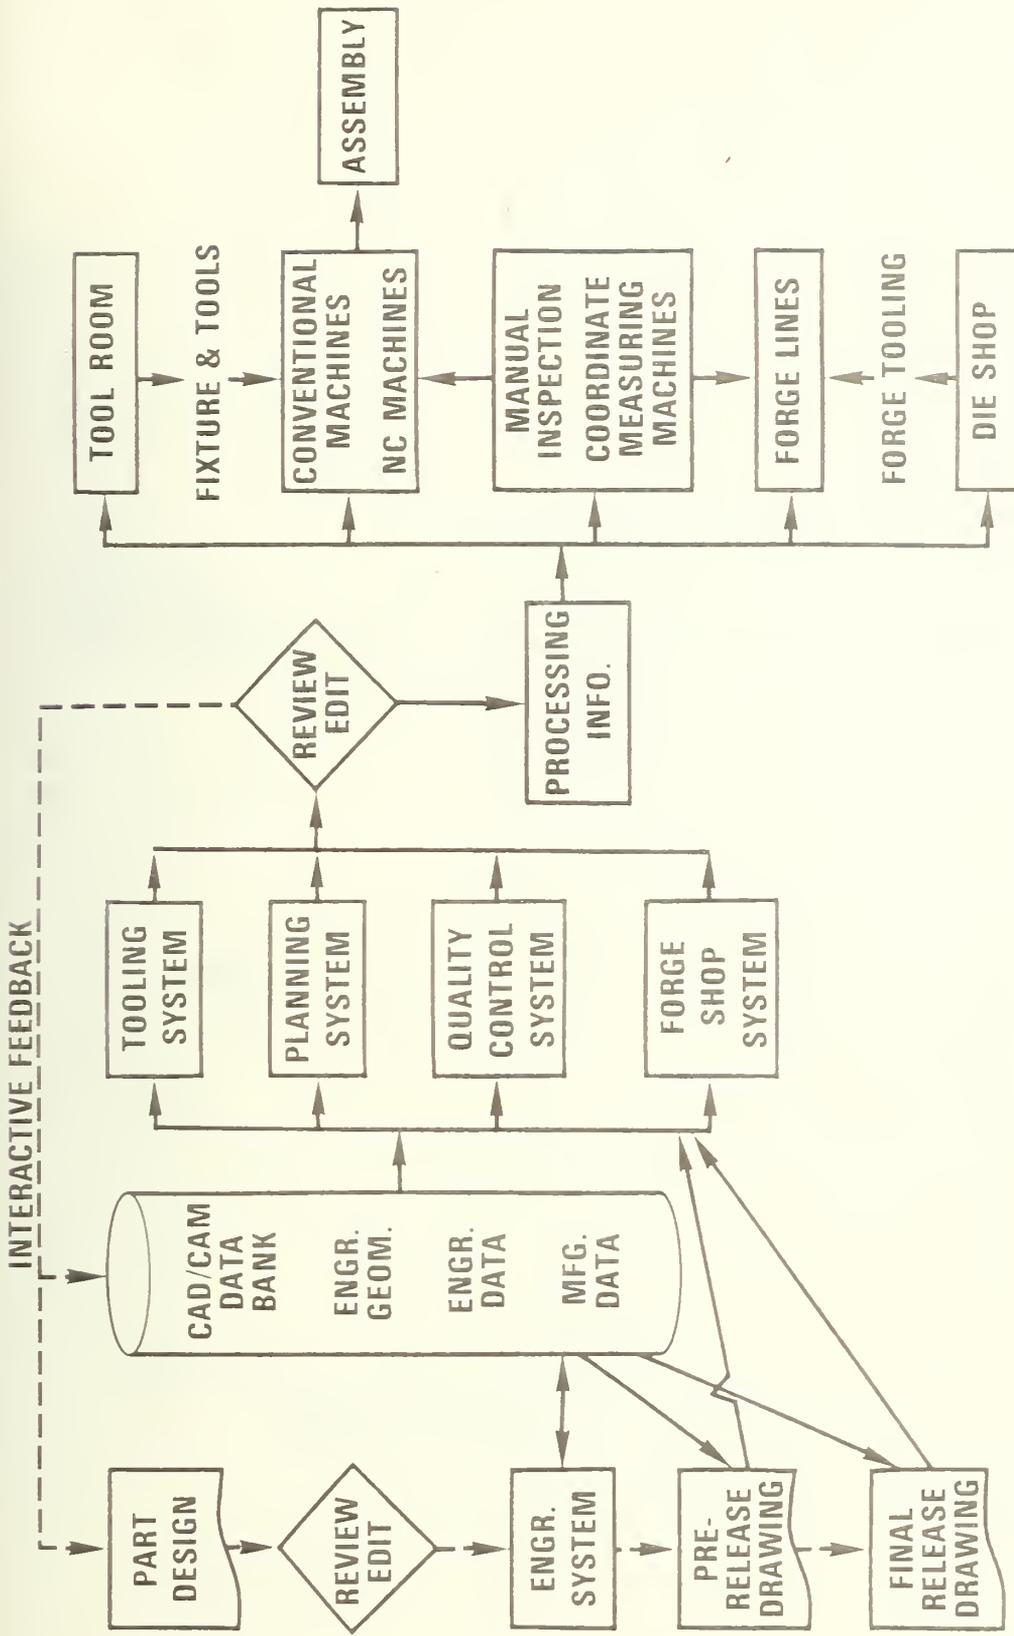 INTERACTIVE FEEDBACK
PART
DESIGN
REVIEW
EDIT
ENGR.
SYSTEM
PRE-
RELEASE
DRAWING
FINAL
RELEASE
DRAWING
CAD/CAM
DATA
BANK
ENGR.
GEOM.
ENGR.
DATA
MFG.
DATA
TOOLING
SYSTEM
PLANNING
SYSTEM
QUALITY
CONTROL
SYSTEM
FORGE
SHOP
SYSTEM
REVIEW
EDIT
PROCESSING
INFO.
TOOL ROOM
FIXTURE & TOOLS
CONVENTIONAL
MACHINES
NC MACHINES
MANUAL
INSPECTION
COORDINATE
MEASURING
MACHINES
FORGE LINES
FORGE TOOLING
DIE SHOP
ASSEMBLY